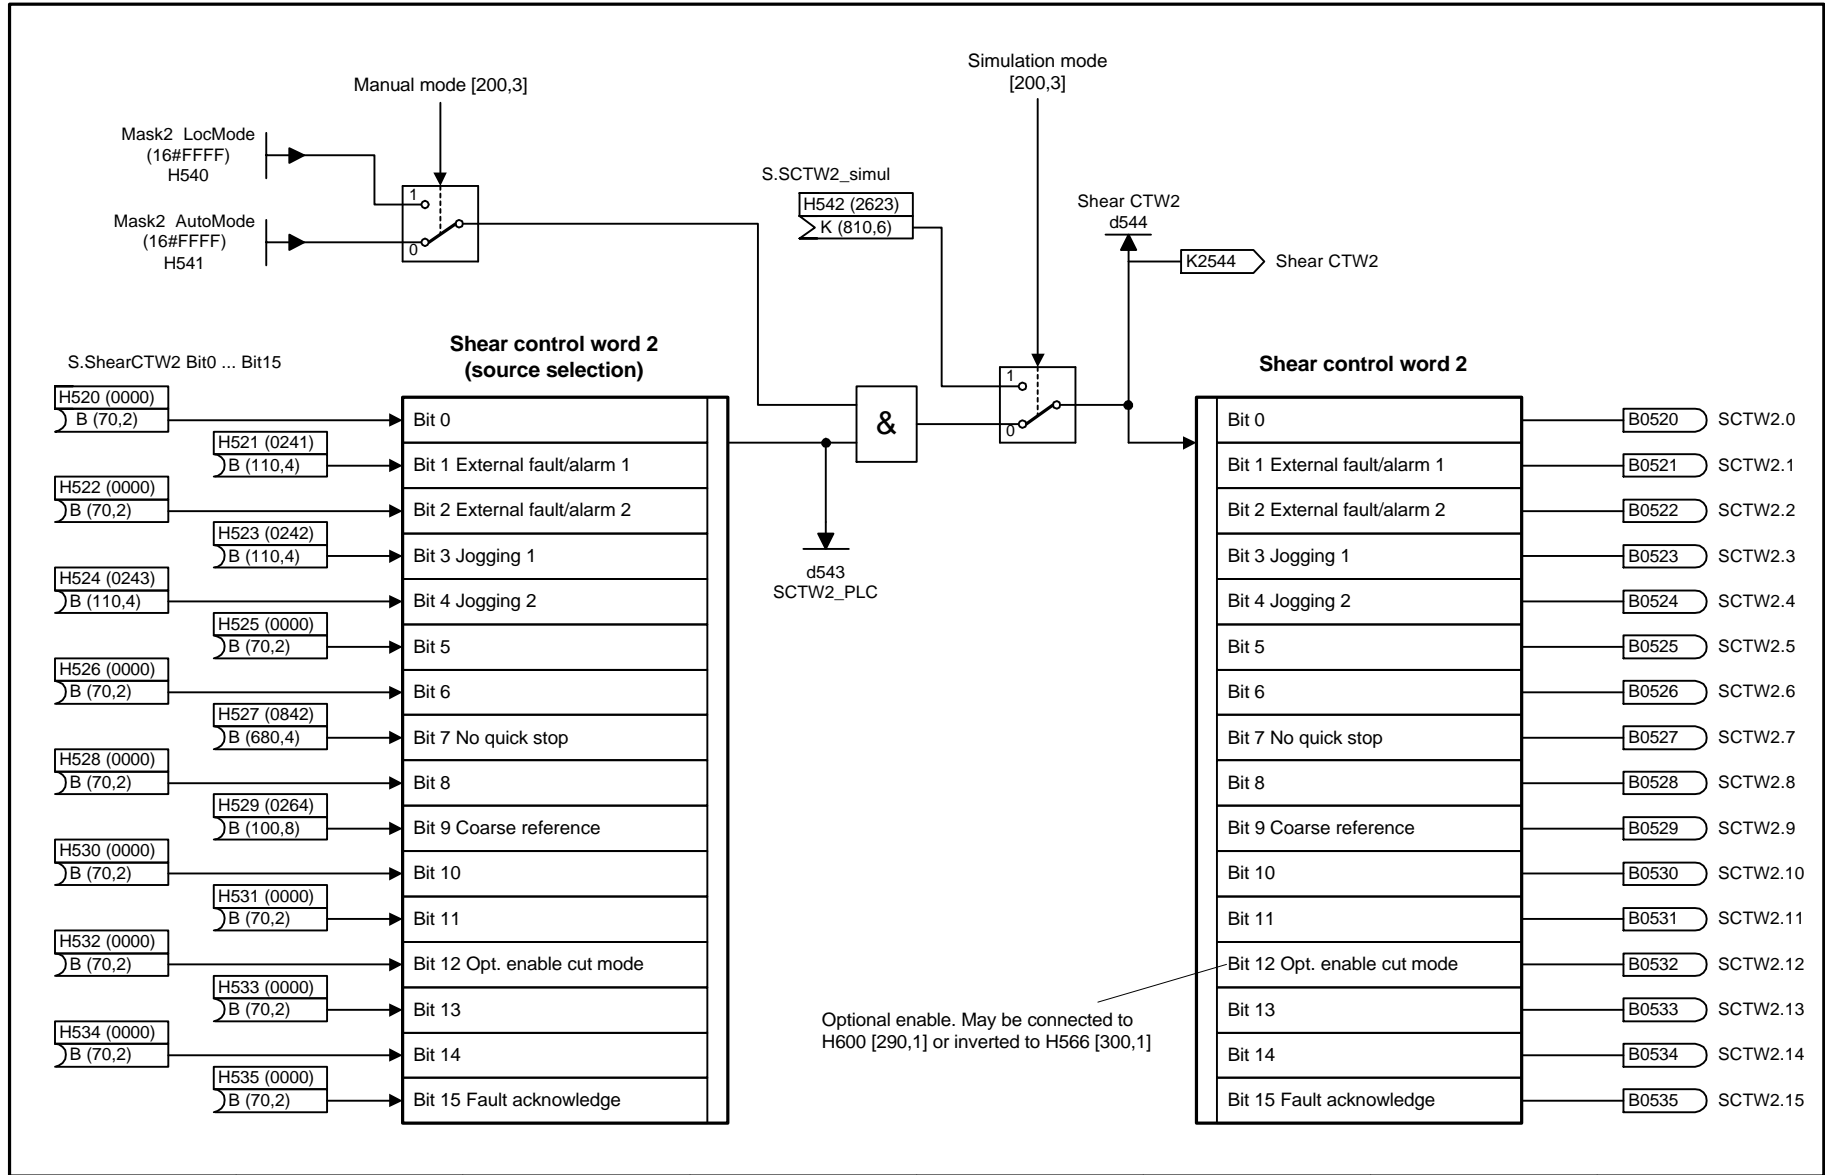 Manual mode [200,3]
Simulation mode
[200,3]
Mask2 LocMode
(16#FFFF)
H540
Mask2 AutoMode
(16#FFFF)
H541
1
0
S.SCTW2_simul
H542 (2623)
K (810,6)
Shear CTW2
d544
K2544
Shear CTW2
1
0
&
d543
SCTW2_PLC
S.ShearCTW2 Bit0 ... Bit15
Shear control word 2
(source selection)
H520 (0000)
B (70,2)
Bit 0
H521 (0241)
B (110,4)
Bit 1 External fault/alarm 1
H522 (0000)
B (70,2)
Bit 2 External fault/alarm 2
H523 (0242)
B (110,4)
Bit 3 Jogging 1
H524 (0243)
B (110,4)
Bit 4 Jogging 2
H525 (0000)
B (70,2)
Bit 5
H526 (0000)
B (70,2)
Bit 6
H527 (0842)
B (680,4)
Bit 7 No quick stop
H528 (0000)
B (70,2)
Bit 8
H529 (0264)
B (100,8)
Bit 9 Coarse reference
H530 (0000)
B (70,2)
Bit 10
H531 (0000)
B (70,2)
Bit 11
H532 (0000)
B (70,2)
Bit 12 Opt. enable cut mode
H533 (0000)
B (70,2)
Bit 13
H534 (0000)
B (70,2)
Bit 14
H535 (0000)
B (70,2)
Bit 15 Fault acknowledge
Optional enable. May be connected to
H600 [290,1] or inverted to H566 [300,1]
Shear control word 2
Bit 0 B0520 SCTW2.0
Bit 1 External fault/alarm 1 B0521 SCTW2.1
Bit 2 External fault/alarm 2 B0522 SCTW2.2
Bit 3 Jogging 1 B0523 SCTW2.3
Bit 4 Jogging 2 B0524 SCTW2.4
Bit 5 B0525 SCTW2.5
Bit 6 B0526 SCTW2.6
Bit 7 No quick stop B0527 SCTW2.7
Bit 8 B0528 SCTW2.8
Bit 9 Coarse reference B0529 SCTW2.9
Bit 10 B0530 SCTW2.10
Bit 11 B0531 SCTW2.11
Bit 12 Opt. enable cut mode B0532 SCTW2.12
Bit 13 B0533 SCTW2.13
Bit 14 B0534 SCTW2.14
Bit 15 Fault acknowledge B0535 SCTW2.15